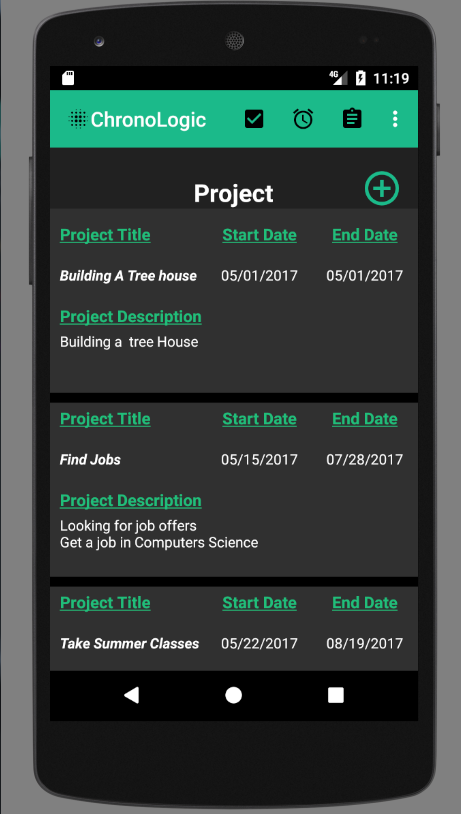 4G 11:19
ChronoLogic
Project
Project Title Start Date End Date
Building A Tree house 05/01/2017 05/01/2017
Project Description
Building a  tree House
Project Title Start Date End Date
Find Jobs 05/15/2017 07/28/2017
Project Description
Looking for job offers
Get a job in Computers Science
Project Title Start Date End Date
Take Summer Classes 05/22/2017 08/19/2017